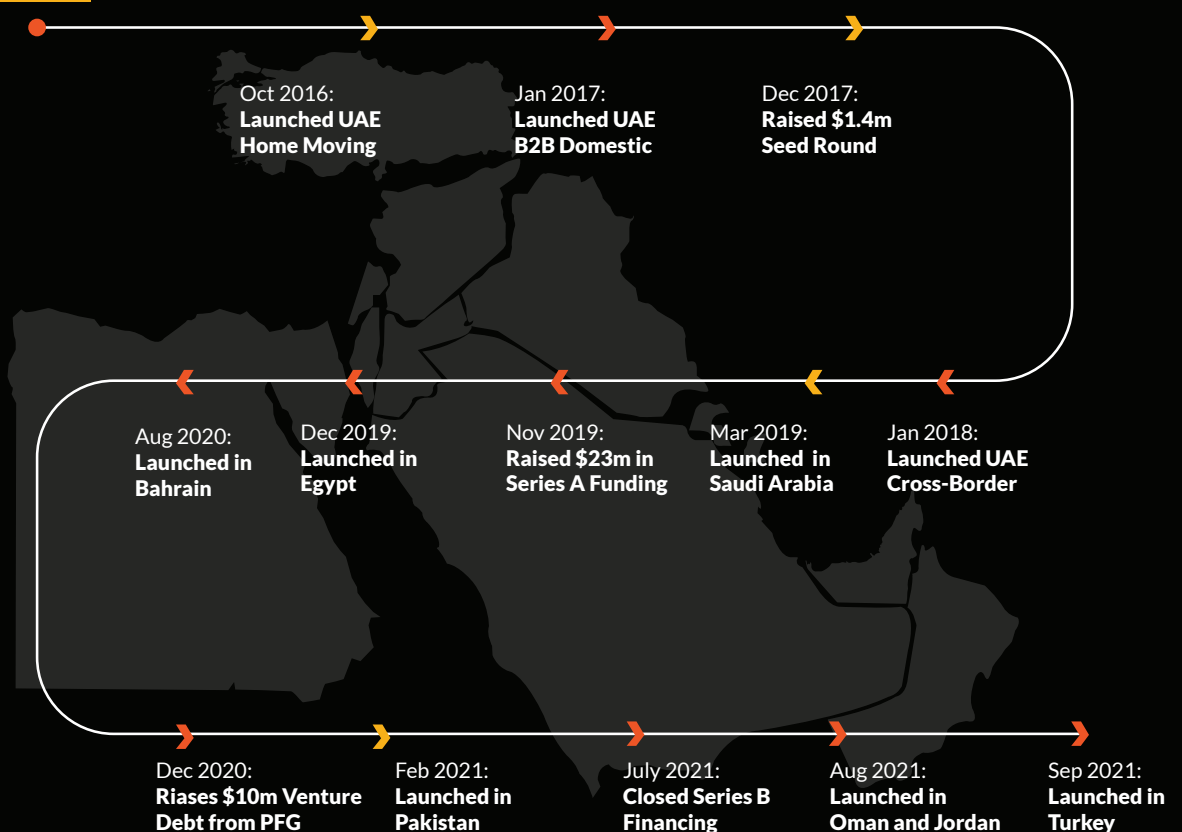 Oct 2016:
Launched UAE
Home Moving
Jan 2017:
Launched UAE
B2B Domestic
Dec 2017:
Raised $1.4m
Seed Round
Jan 2018:
Launched UAE
Cross-Border
Mar 2019:
Launched in
Saudi Arabia
Nov 2019:
Raised $23m in
Series A Funding
Dec 2019:
Launched in
Egypt
Aug 2020:
Launched in
Bahrain
Dec 2020:
Riases $10m Venture
Debt from PFG
Feb 2021:
Launched in
Pakistan
July 2021:
Closed Series B
Financing
Aug 2021:
Launched in
Oman and Jordan
Sep 2021:
Launched in
Turkey